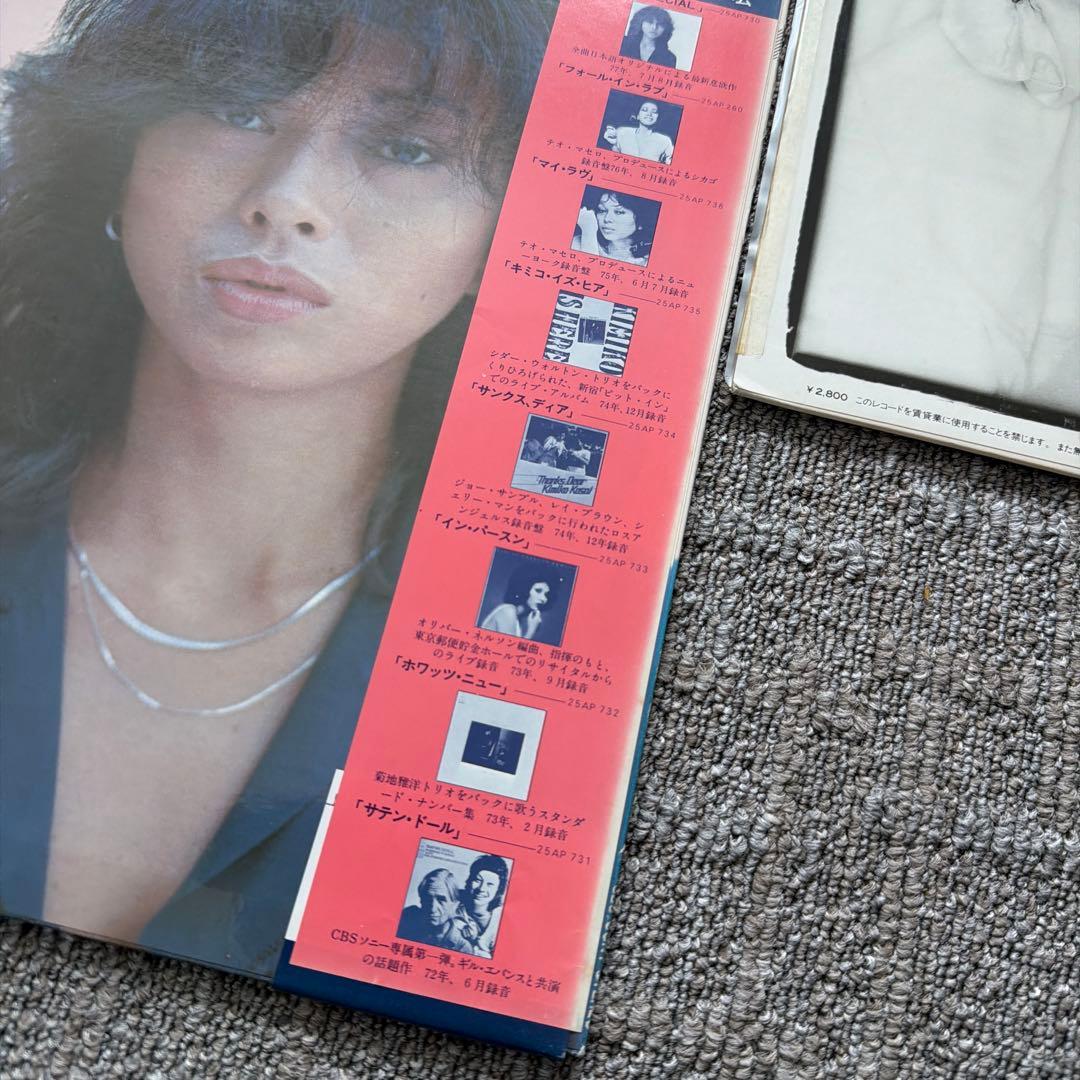 ECIAL」——25AP 730
全曲日本語オリジナルによる最新意欲作
77年、7月8月録音
「フォール・イン・ラブ」——25AP 260
テオ・マセロ、プロデュースによるシカゴ
録音盤76年、8月録音
「マイ・ラヴ」——25AP 736
テオ・マセロ、プロデュースによるニュ
ーヨーク録音盤 75年、6月7月録音
「キミコ・イズ・ヒア」——25AP 735
KIMIKO
IS HERE
シダー・ウォルトン・トリオをバックに
くりひろげられた、新宿「ピット・イン」
でのライブ・アルバム 74年、12月録音
「サンクス、ディア」——25AP 734
Thanks, Dear
Kimiko Kasai
ジョー・サンプル、レイ・ブラウン、シ
ェリー・マンをバックに行われたロスア
ンジェルス録音盤 74年、12年録音
「イン・パースン」——25AP 733
オリバー・ネルソン編曲、指揮のもと、
東京郵便貯金ホールでのリサイタルから
のライブ録音 73年、9月録音
「ホワッツ・ニュー」——25AP 732
菊地雅洋トリオをバックに歌うスタンダ
ード・ナンバー集 73年、2月録音
「サテン・ドール」——25AP 731
CBSソニー専属第一弾。ギル・エバンスと共演
の話題作 72年、6月録音
¥2,800 このレコードを賃貸業に使用することを禁じます。また無